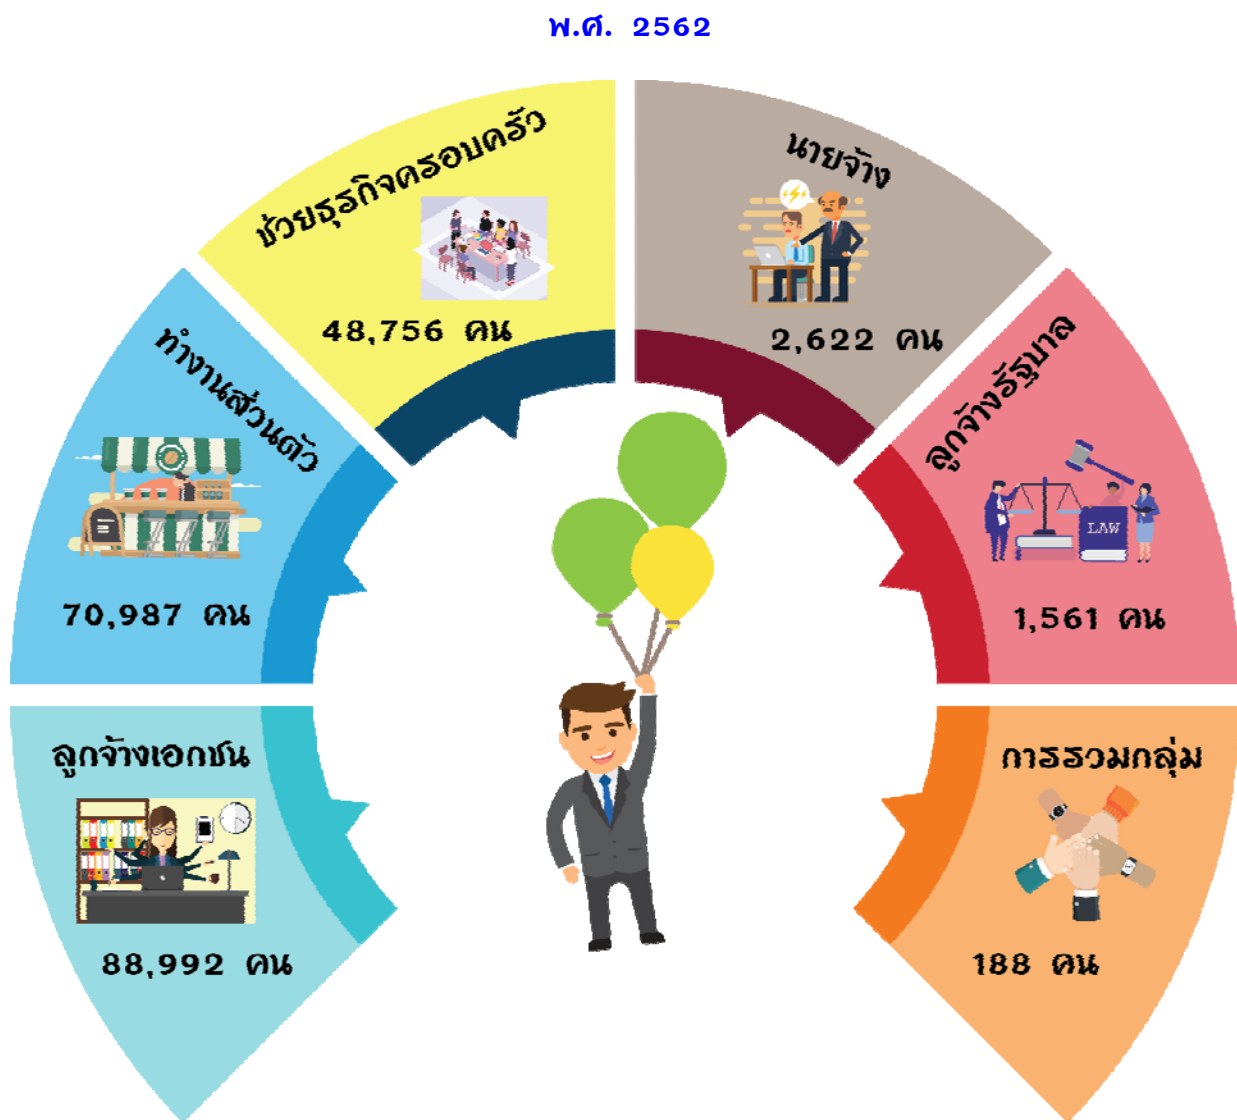 พ.ศ. 2562
ช่วยธุรกิจครอบครัว
48,756 คน
นายจ้าง
2,622 คน
ทำงานส่วนตัว
70,987 คน
ลูกจ้างรัฐบาล
LAW
1,561 คน
ลูกจ้างเอกชน
88,992 คน
การรวมกลุ่ม
188 คน